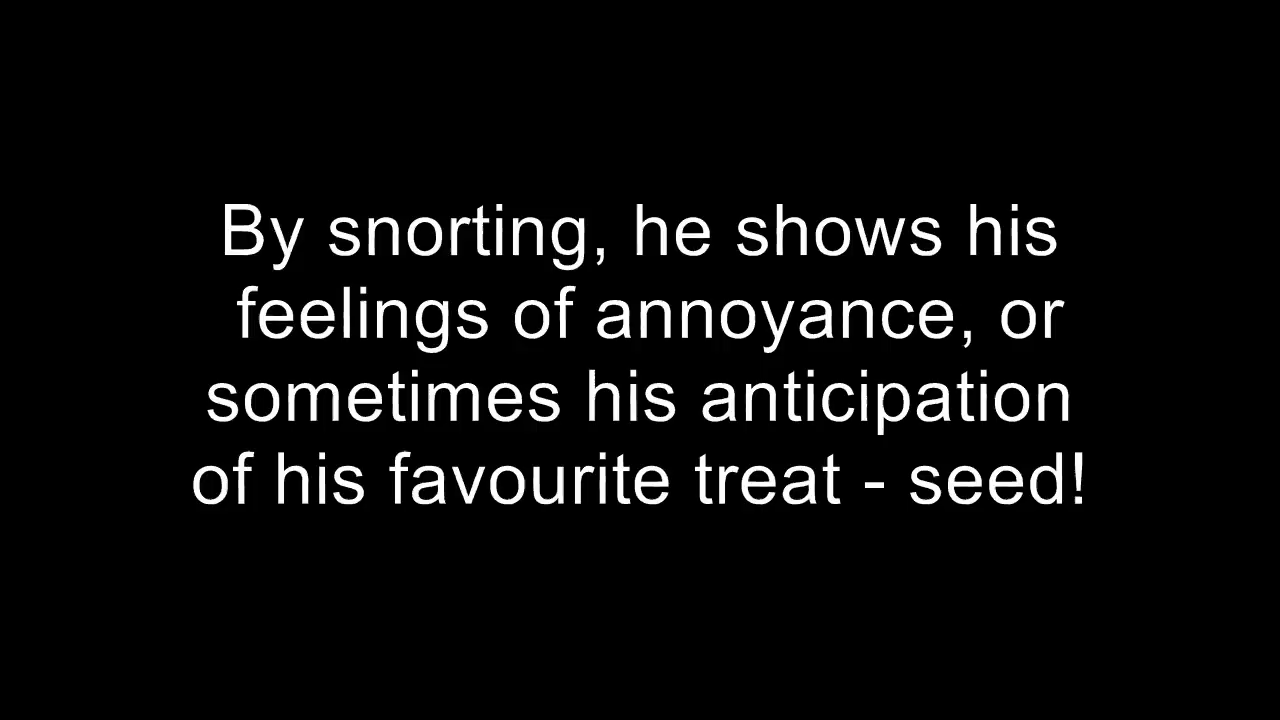 By snorting, he shows his
feelings of annoyance, or
sometimes his anticipation
of his favourite treat - seed!